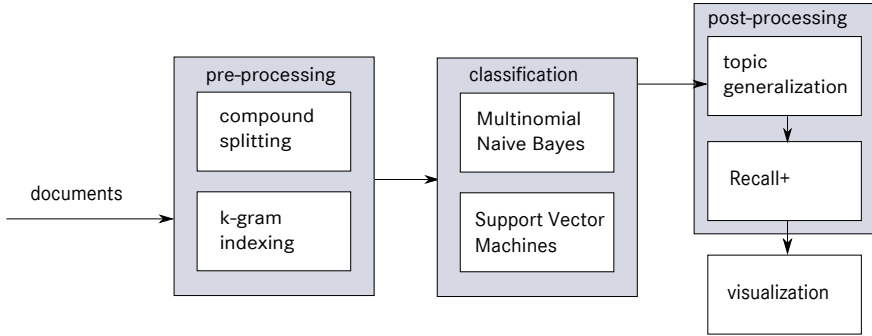 documents
pre-processing
compound
splitting
k-gram
indexing
classification
Multinomial
Naive Bayes
Support Vector
Machines
post-processing
topic
generalization
Recall+
visualization